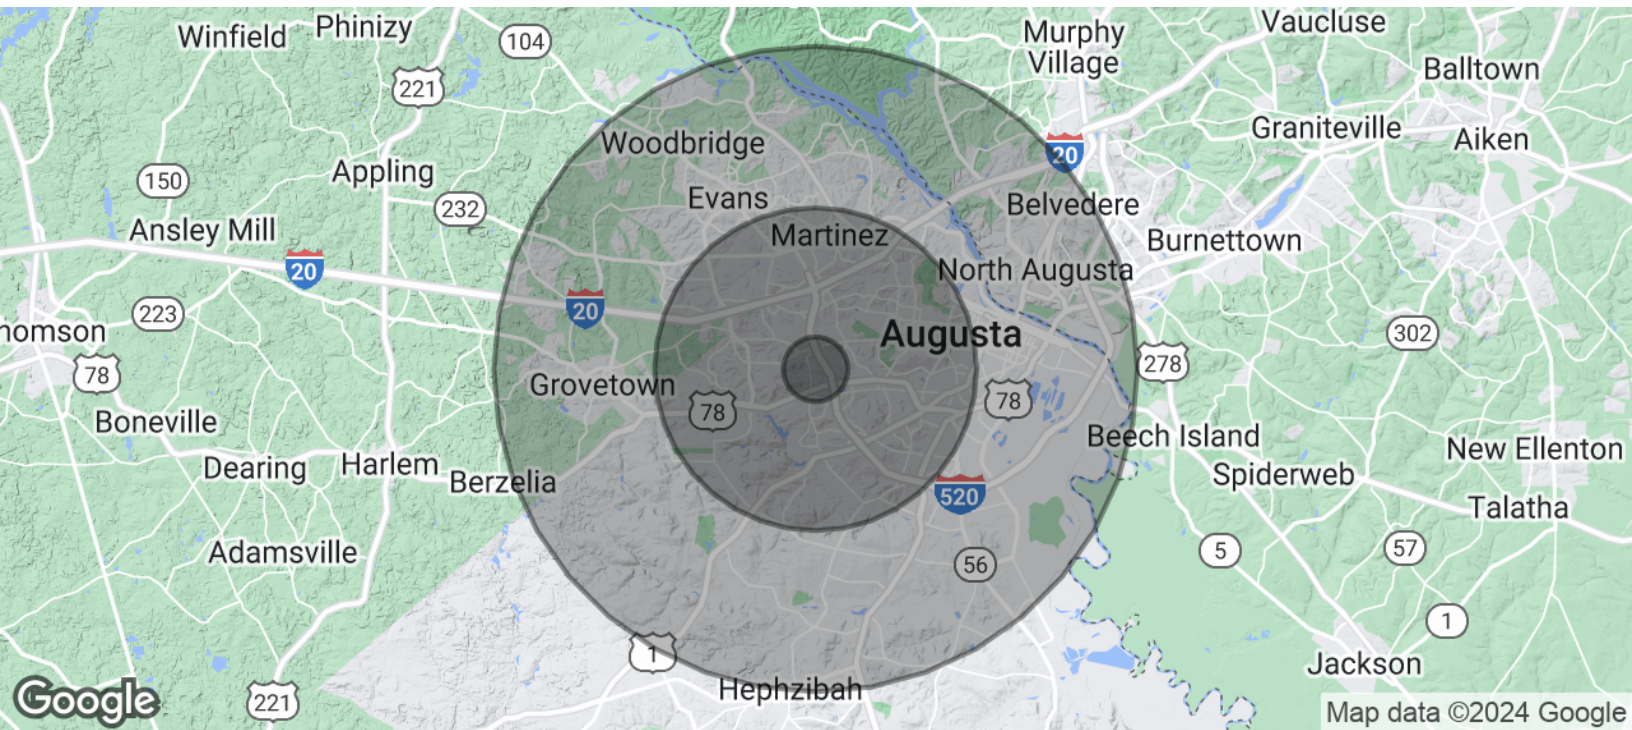 Winfield
Phinizy
104
Murphy
Village
Vaucluse
Balltown
221
Woodbridge
20
Graniteville
Aiken
Appling
150
Evans
232
Belvedere
Ansley Mill
Martinez
Burnettown
20
North Augusta
20
223
homson
Augusta
302
78
278
Grovetown
78
78
Boneville
Beech Island
Dearing
Harlem
Berzelia
New Ellenton
Spiderweb
520
Talatha
Adamsville
56
5
57
1
1
Jackson
Hephzibah
Google
221
Map data ©2024 Google